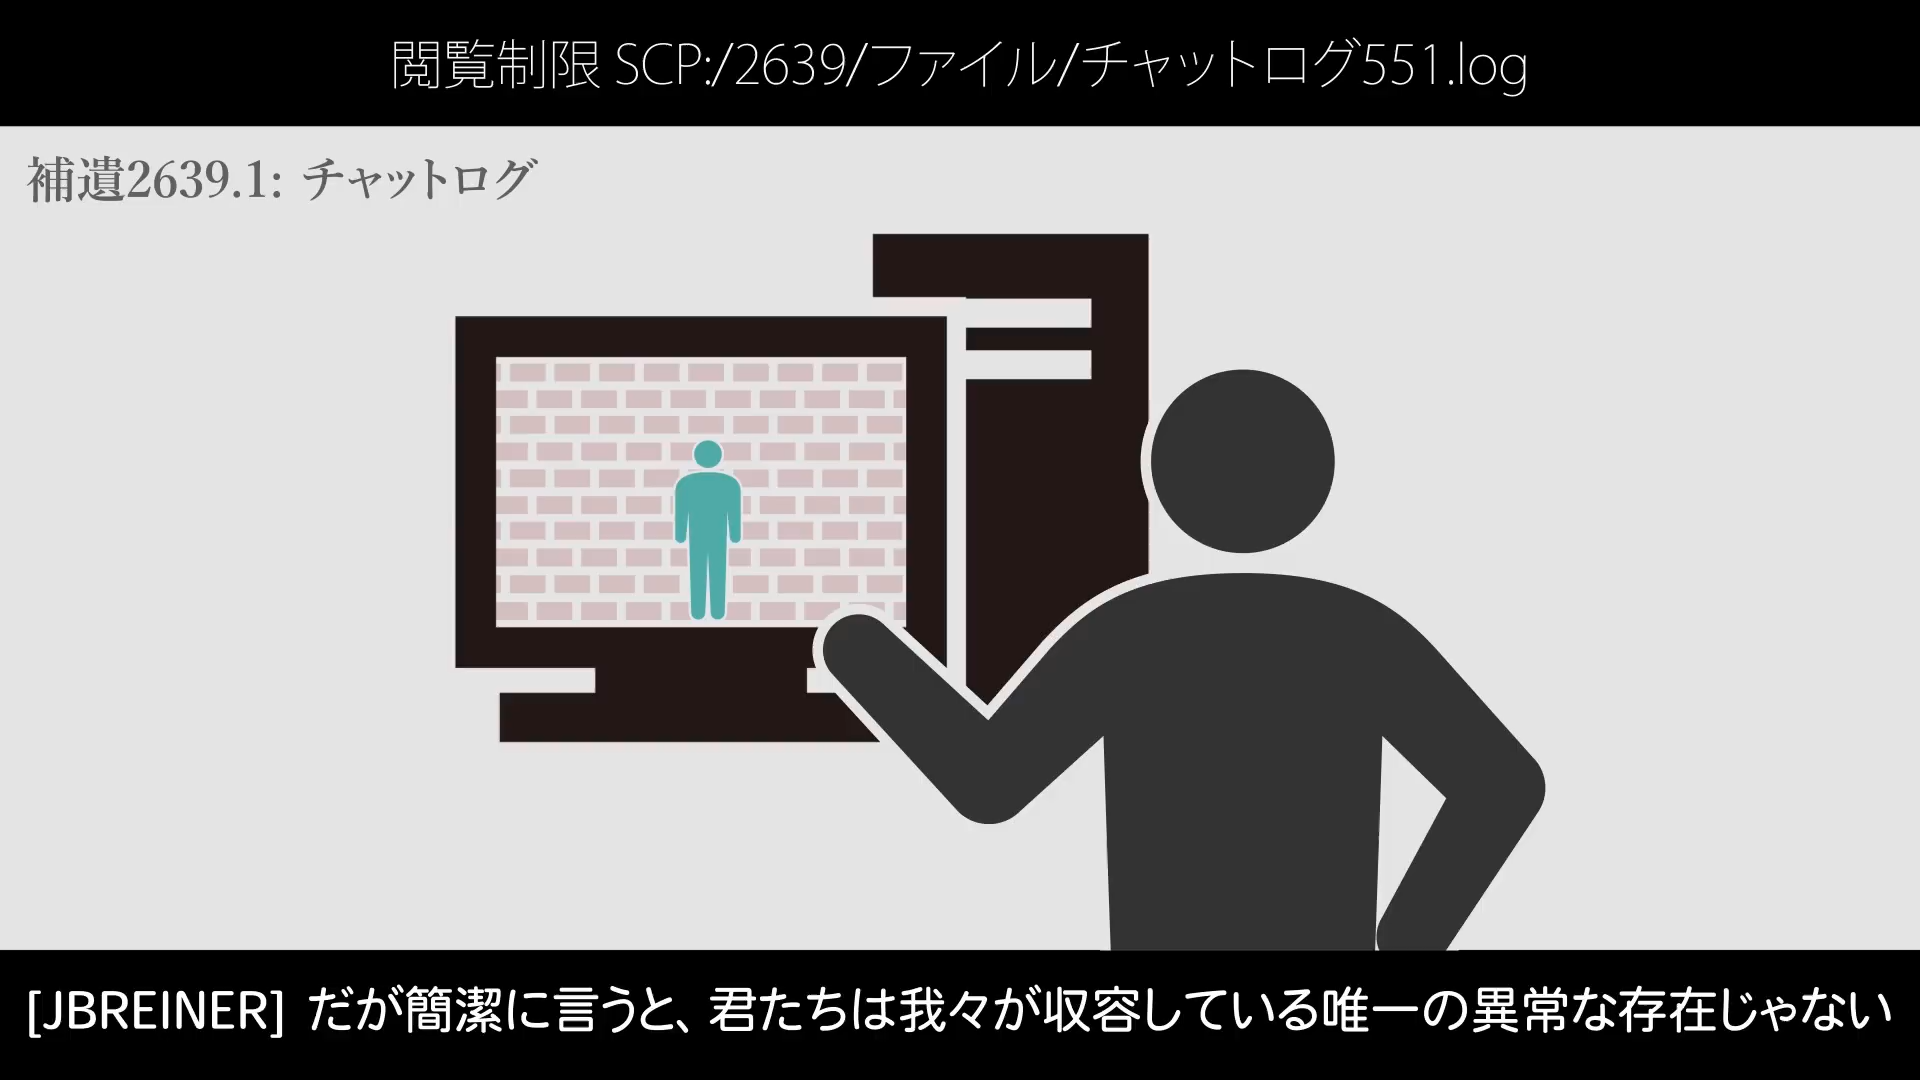 閲覧制限 SCP:/2639/ファイル/チャットログ551.log
補遺2639.1: チャットログ
[JBREINER] だが簡潔に言うと、君たちは我々が収容している唯一の異常な存在じゃない